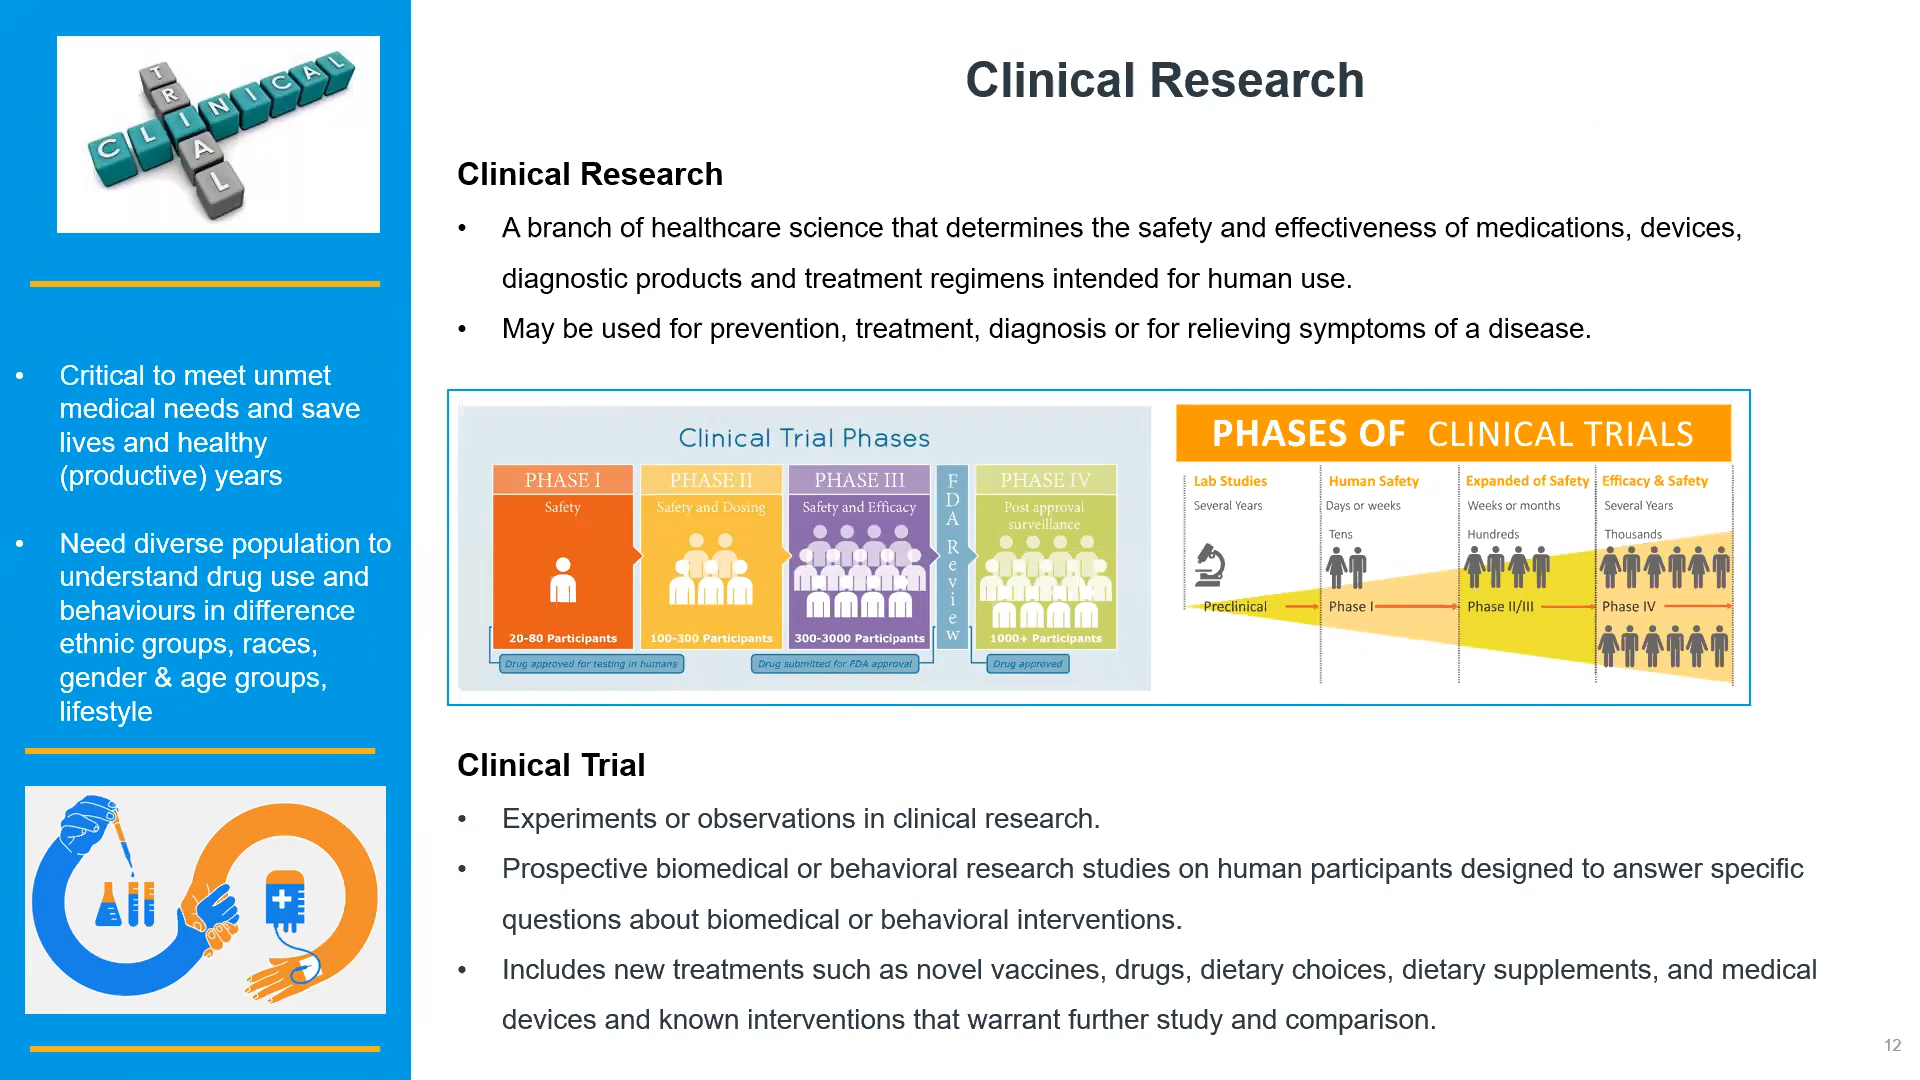 CLINICAL
TRIAL
• Critical to meet unmet
medical needs and save
lives and healthy
(productive) years
• Need diverse population to
understand drug use and
behaviours in difference
ethnic groups, races,
gender & age groups,
lifestyle
Clinical Research
Clinical Research
• A branch of healthcare science that determines the safety and effectiveness of medications, devices,
diagnostic products and treatment regimens intended for human use.
• May be used for prevention, treatment, diagnosis or for relieving symptoms of a disease.
Clinical Trial Phases
PHASE I
Safety
20-80 Participants
PHASE II
Safety and Dosing
100-300 Participants
PHASE III
Safety and Efficacy
300-3000 Participants
FDA Review
PHASE IV
Post approval
surveillance
1000+ Participants
Drug approved for testing in humans
Drug submitted for FDA approval
Drug approved
PHASES OF CLINICAL TRIALS
Lab Studies
Several Years
Preclinical
Human Safety
Days or weeks
Tens
Phase I
Expanded of Safety
Weeks or months
Hundreds
Phase II/III
Efficacy & Safety
Several Years
Thousands
Phase IV
Clinical Trial
• Experiments or observations in clinical research.
• Prospective biomedical or behavioral research studies on human participants designed to answer specific
questions about biomedical or behavioral interventions.
• Includes new treatments such as novel vaccines, drugs, dietary choices, dietary supplements, and medical
devices and known interventions that warrant further study and comparison.
12